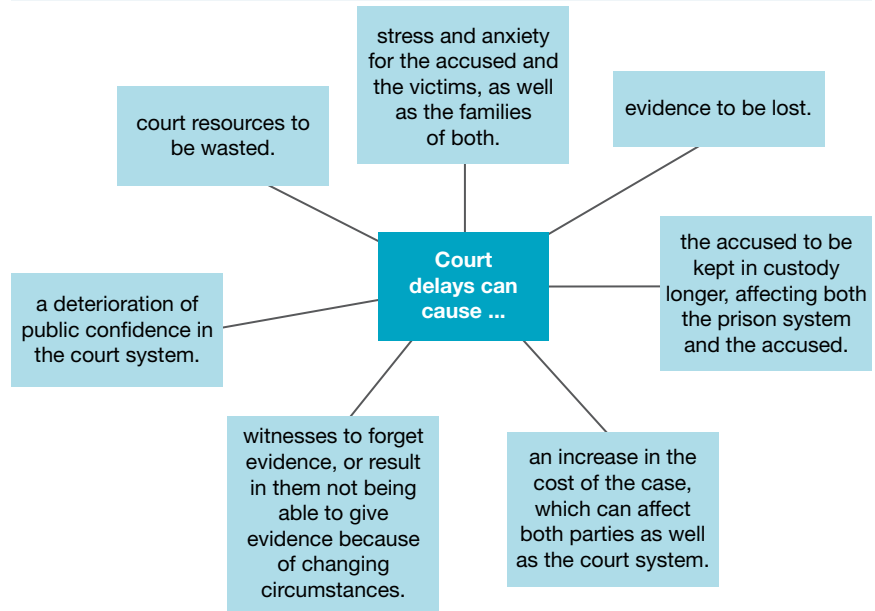 stress and anxiety
for the accused and
the victims, as well
as the families
of both.
evidence to be lost.
court resources to
be wasted.
Court
delays can
cause ...
the accused to be
kept in custody
longer, affecting both
the prison system
and the accused.
a deterioration of
public confidence in
the court system.
witnesses to forget
evidence, or result
in them not being
able to give
evidence because
of changing
circumstances.
an increase in the
cost of the case,
which can affect
both parties as well
as the court system.